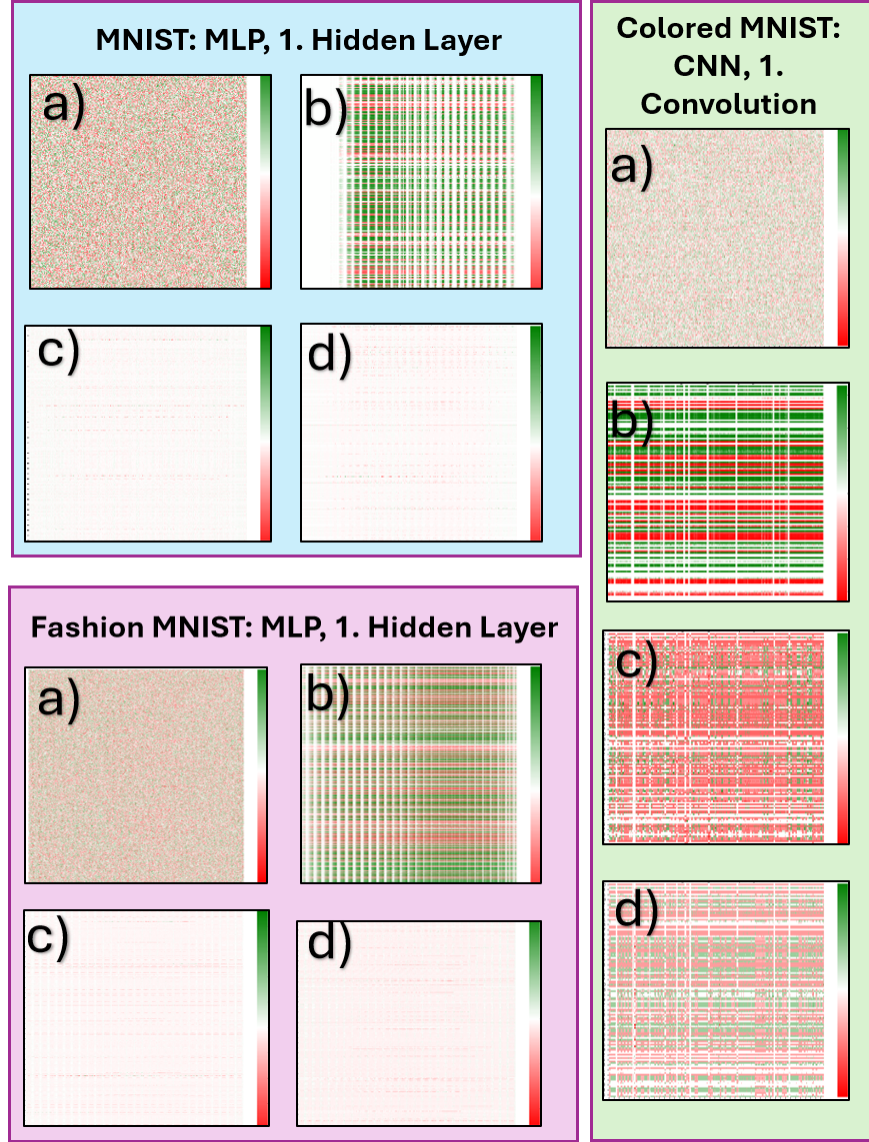 MNIST: MLP, 1. Hidden Layer
a)
b)
c)
d)
Fashion MNIST: MLP, 1. Hidden Layer
a)
b)
c)
d)
Colored MNIST:
CNN, 1.
Convolution
a)
b)
c)
d)